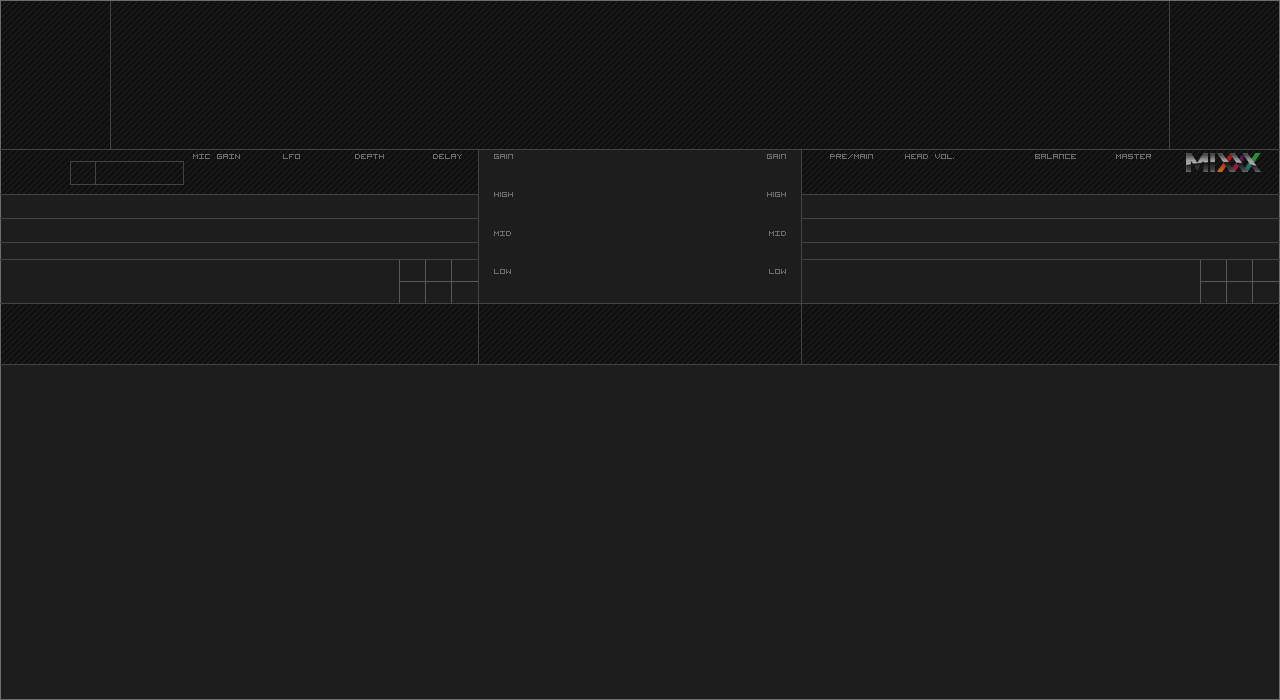 MIC GAIN LFO DEPTH DELAY GAIN GAIN PRE/MAIN HEAD VOL. BALANCE MASTER MIXXX
HIGH HIGH
MID MID
LOW LOW